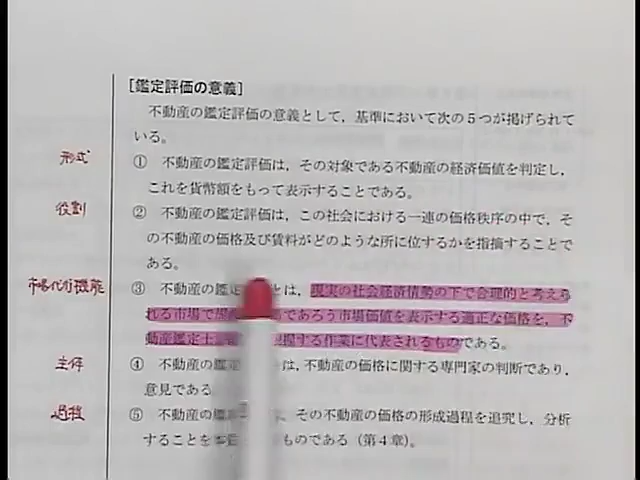 [鑑定評価の意義]
不動産の鑑定評価の意義として，基準において次の５つが掲げられて
いる。
形式
① 不動産の鑑定評価は，その対象である不動産の経済価値を判定し，
これを貨幣額をもって表示することである。
役割
② 不動産の鑑定評価は，この社会における一連の価格秩序の中で，そ
の不動産の価格及び賃料がどのような所に位するかを指摘することで
ある。
市場代行機能
③ 不動産の鑑定 とは，現実の社会経済情勢の下で合理的と考えら
れる市場で形 であろう市場価値を表示する適正な価格を，不
動産鑑定士 把握する作業に代表されるものである。
主体
④ 不動産の鑑 は，不動産の価格に関する専門家の判断であり，
意見である
過程
⑤ 不動産の鑑 その不動産の価格の形成過程を追究し，分析
することを本 ものである（第４章）。